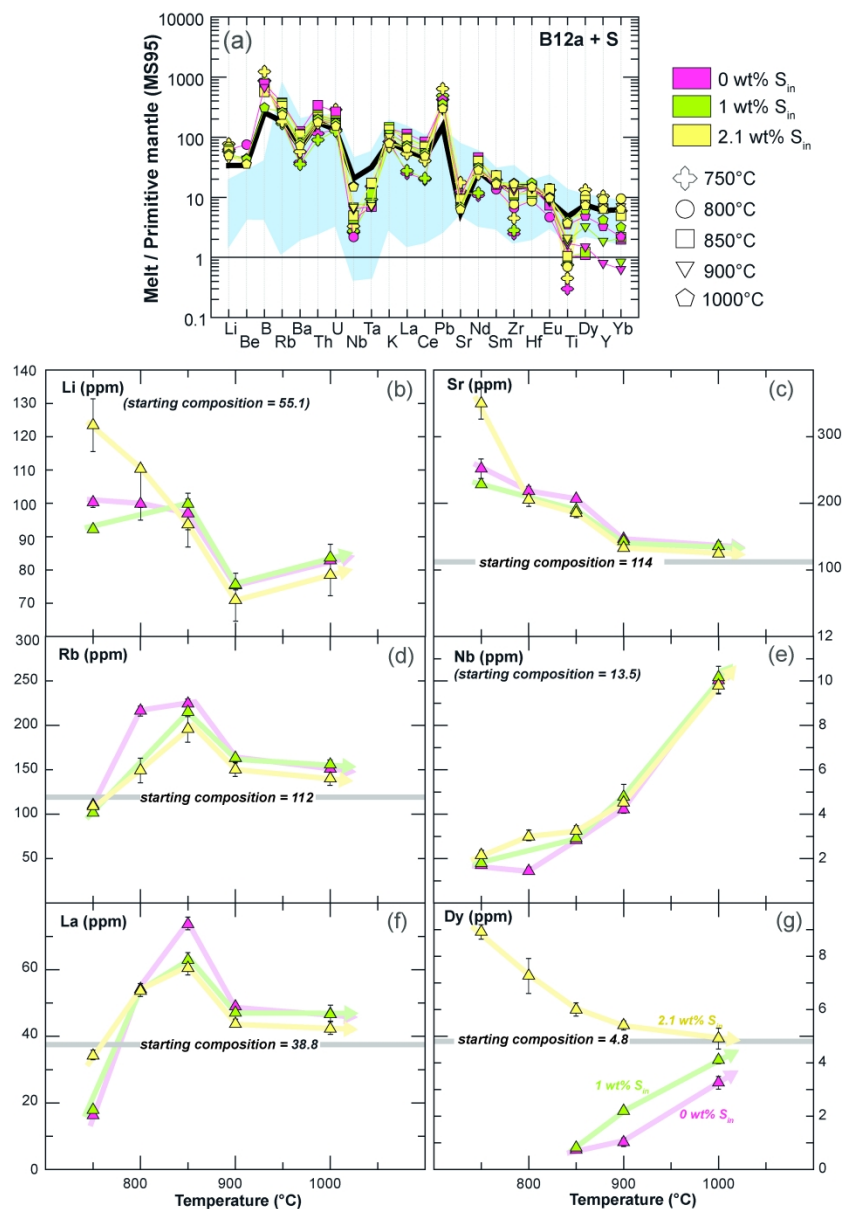 (a)
B12a + S
Melt / Primitive mantle (MS95)
10000
1000
100
10
1
0.1
Li Be B Rb Ba Th U Nb Ta K La Ce Pb Sr Nd Sm Zr Hf Eu Ti Dy Y Yb
0 wt% Sin
1 wt% Sin
2.1 wt% Sin
750°C
800°C
850°C
900°C
1000°C
Li (ppm)
(b)
(starting composition = 55.1)
140
130
120
110
100
90
80
70
Sr (ppm)
(c)
300
200
100
starting composition = 114
Rb (ppm)
(d)
300
250
200
150
100
50
starting composition = 112
Nb (ppm)
(e)
(starting composition = 13.5)
12
10
8
6
4
2
La (ppm)
(f)
60
40
20
0
starting composition = 38.8
800
900
1000
Temperature (°C)
Dy (ppm)
(g)
8
6
4
2
0
2.1 wt% Sin
starting composition = 4.8
1 wt% Sin
0 wt% Sin
800
900
1000
Temperature (°C)